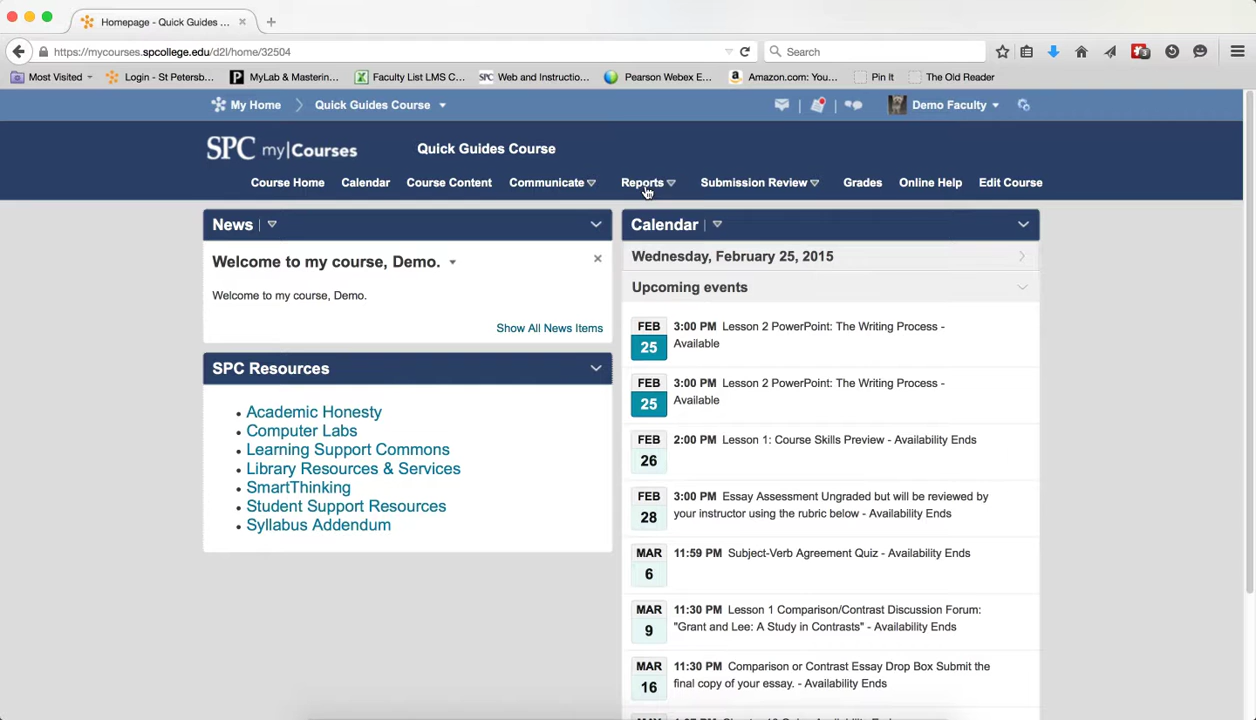 Homepage - Quick Guides ...
https://mycourses.spcollege.edu/d2l/home/32504
Search
Most Visited
Login - St Petersb...
MyLab & Mastering...
Faculty List LMS C...
SPC Web and Instructio...
Pearson Webex E...
Amazon.com: You...
Pin It
The Old Reader
My Home
Quick Guides Course
Demo Faculty
SPC my|Courses
Quick Guides Course
Course Home
Calendar
Course Content
Communicate
Reports
Submission Review
Grades
Online Help
Edit Course
News
Welcome to my course, Demo.
Welcome to my course, Demo.
Show All News Items
SPC Resources
Academic Honesty
Computer Labs
Learning Support Commons
Library Resources & Services
SmartThinking
Student Support Resources
Syllabus Addendum
Calendar
Wednesday, February 25, 2015
Upcoming events
FEB
25
3:00 PM Lesson 2 PowerPoint: The Writing Process -
Available
FEB
25
3:00 PM Lesson 2 PowerPoint: The Writing Process -
Available
FEB
26
2:00 PM Lesson 1: Course Skills Preview - Availability Ends
FEB
28
3:00 PM Essay Assessment Ungraded but will be reviewed by
your instructor using the rubric below - Availability Ends
MAR
6
11:59 PM Subject-Verb Agreement Quiz - Availability Ends
MAR
9
11:30 PM Lesson 1 Comparison/Contrast Discussion Forum:
"Grant and Lee: A Study in Contrasts" - Availability Ends
MAR
16
11:30 PM Comparison or Contrast Essay Drop Box Submit the
final copy of your essay. - Availability Ends